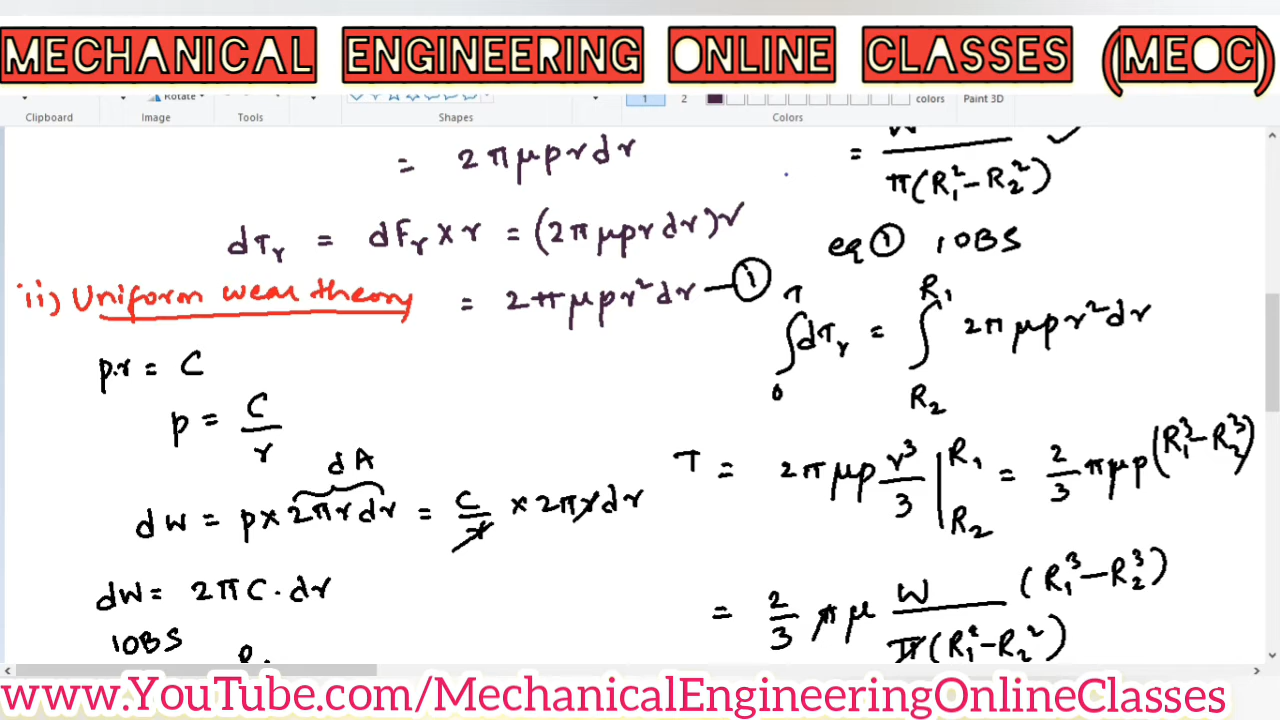 MECHANICAL ENGINEERING ONLINE CLASSES (MEOC)
Rotate
1 2 colors Paint 3D
Clipboard Image Tools Shapes Colors
= 2πμprdr
dTr = dFr × r = (2πμprdr)r
= 2πμpr²dr — ①
ii) Uniform wear theory
p.r = C
p = C/r
dA
dW = p × 2πrdr = C/r × 2πrdr
dW = 2πC.dr
IOBS
R₁
= W/π(R₁²-R₂²) ✓
eq ① IOBS
∫₀ᵀ dTr = ∫_{R₂}^{R₁} 2πμpr²dr
T = 2πμp r³/3 |_{R₂}^{R₁} = 2/3 πμp(R₁³-R₂³)
= 2/3 πμ W/π(R₁²-R₂²) (R₁³-R₂³)
www.YouTube.com/MechanicalEngineeringOnlineClasses